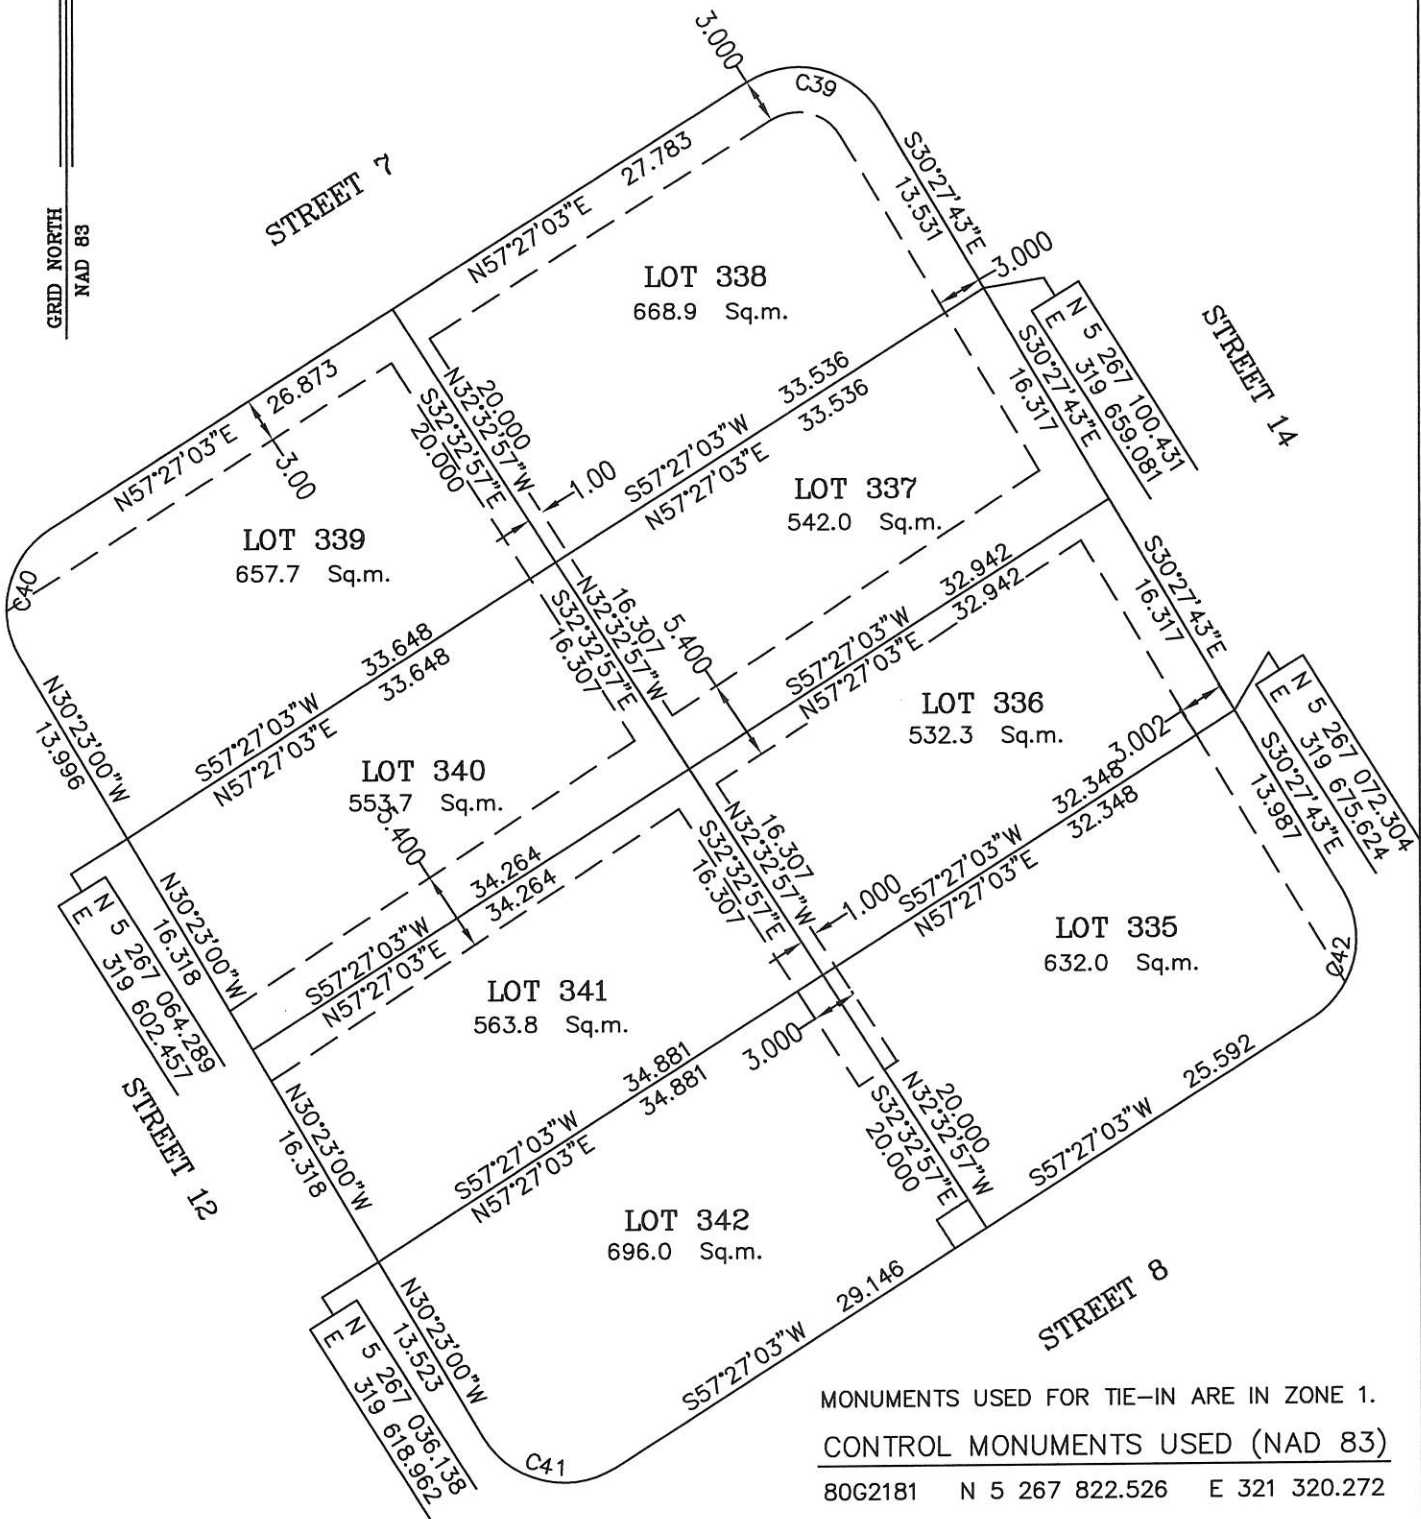 GRID NORTH
NAD 83
STREET 7
3.000
C39
27.783
N57°27'03"E
S30°27'43"E
13.531
3.000
LOT 338
668.9 Sq.m.
N 5 267 100.431
E 319 659.081
STREET 14
26.873
N57°27'03"E
3.00
20.000
N32°32'57"W
S32°32'57"E
20.000
33.536
S57°27'03"W
33.536
N57°27'03"E
S30°27'43"E
16.317
1.00
LOT 337
542.0 Sq.m.
LOT 339
657.7 Sq.m.
C40
16.307
N32°32'57"W
S32°32'57"E
16.307
5.400
32.942
S57°27'03"W
32.942
N57°27'03"E
S30°27'43"E
16.317
33.648
S57°27'03"W
33.648
N57°27'03"E
N30°23'00"W
13.996
LOT 336
532.3 Sq.m.
3.002
N 5 267 072.304
E 319 675.624
LOT 340
553.7 Sq.m.
5.400
16.307
N32°32'57"W
S32°32'57"E
16.307
32.348
S57°27'03"W
32.348
N57°27'03"E
S30°27'43"E
13.987
34.264
S57°27'03"W
34.264
N57°27'03"E
N30°23'00"W
16.318
1.000
LOT 335
632.0 Sq.m.
C42
N 5 267 064.289
E 319 602.457
LOT 341
563.8 Sq.m.
3.000
STREET 12
N30°23'00"W
16.318
34.881
S57°27'03"W
34.881
N57°27'03"E
20.000
N32°32'57"W
S32°32'57"E
20.000
25.592
S57°27'03"W
LOT 342
696.0 Sq.m.
N30°23'00"W
13.523
N 5 267 036.138
E 319 618.962
29.146
S57°27'03"W
STREET 8
C41
MONUMENTS USED FOR TIE-IN ARE IN ZONE 1.
CONTROL MONUMENTS USED (NAD 83)
80G2181 N 5 267 822.526 E 321 320.272